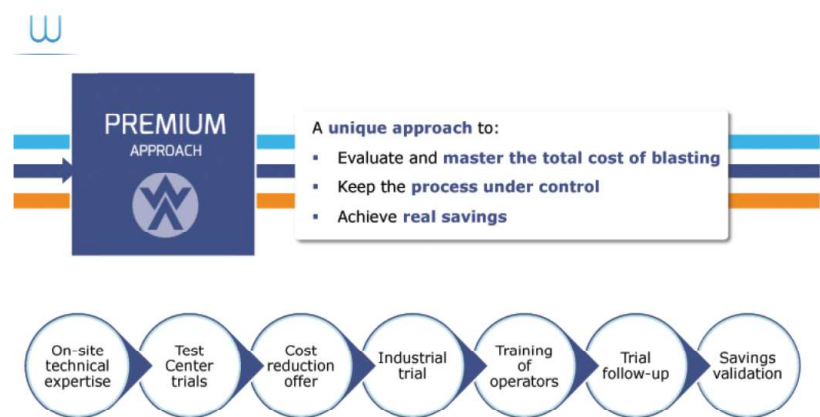 W
PREMIUM
APPROACH
A unique approach to:
▪ Evaluate and master the total cost of blasting
▪ Keep the process under control
▪ Achieve real savings
On-site
technical
expertise
Test
Center
trials
Cost
reduction
offer
Industrial
trial
Training
of
operators
Trial
follow-up
Savings
validation